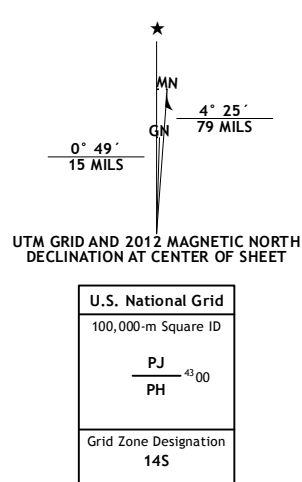 MN
4° 25´
79 MILS
GN
0° 49´
15 MILS
UTM GRID AND 2012 MAGNETIC NORTH
DECLINATION AT CENTER OF SHEET
U.S. National Grid
100,000-m Square ID
PJ
4300
PH
Grid Zone Designation
14S